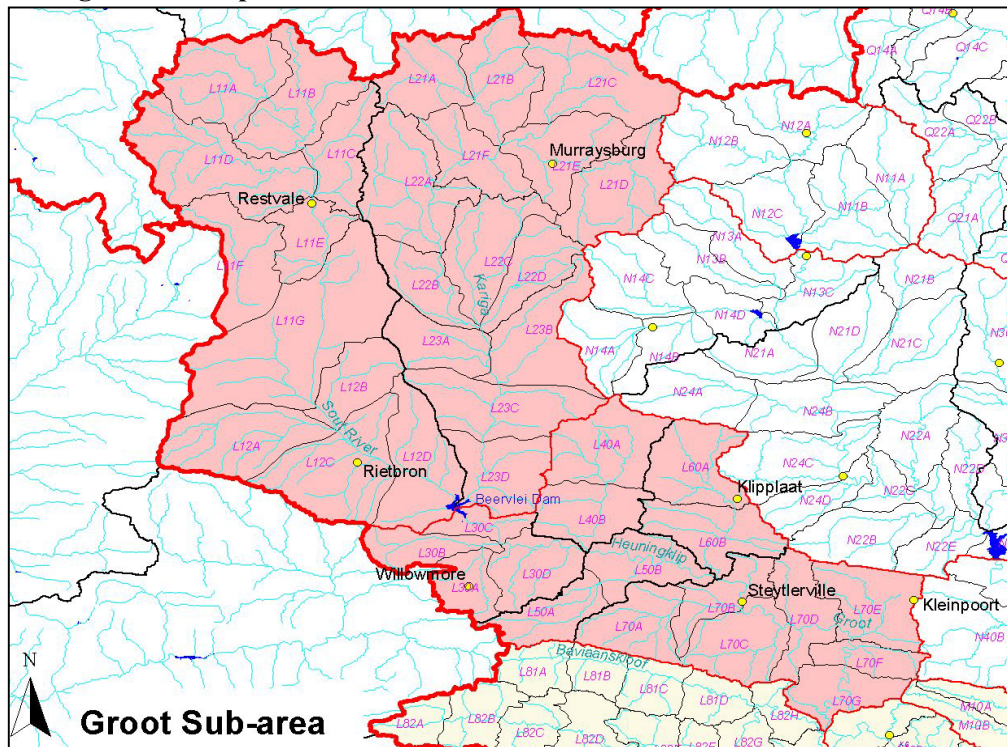 Q14B
Q14A
Q14C
L21A
L21B
L21C
L11A
L11B
N12A
N12B
Q22B
Q22A
L11D
L11C
L21F
Murraysburg
L21E
L22A
L21D
N11A
Restvale
N12C
N11B
Q21A
L11E
N13A
L11F
L22C
N13B
L22D
N14C
N21B
L22B
Kariga
N13C
L11G
N14D
N21D
L23B
L23A
N14A
N14B
N21A
N21C
L12B
N24A
L23C
N24B
Sout River
L40A
N22A
L12A
L12C
L12D
L60A
N24C
Rietbron
L23D
Klipplaat
N24D
N22C
Beervlei Dam
L40B
L30C
L60B
N22B
N22E
L30B
Heuningklip
L50B
Willowmore
L30A
L30D
Steytlerville
L50A
L70B
L70E
Kleinpoort
L70A
L70D
Groot
L70C
N40B
Baviaanskloof
L70F
L81A
L81B
L81C
L81D
L70G
N
M10A
Groot Sub-area
L82A
L82B
L82H
M10B
L82C
L82D
L82G